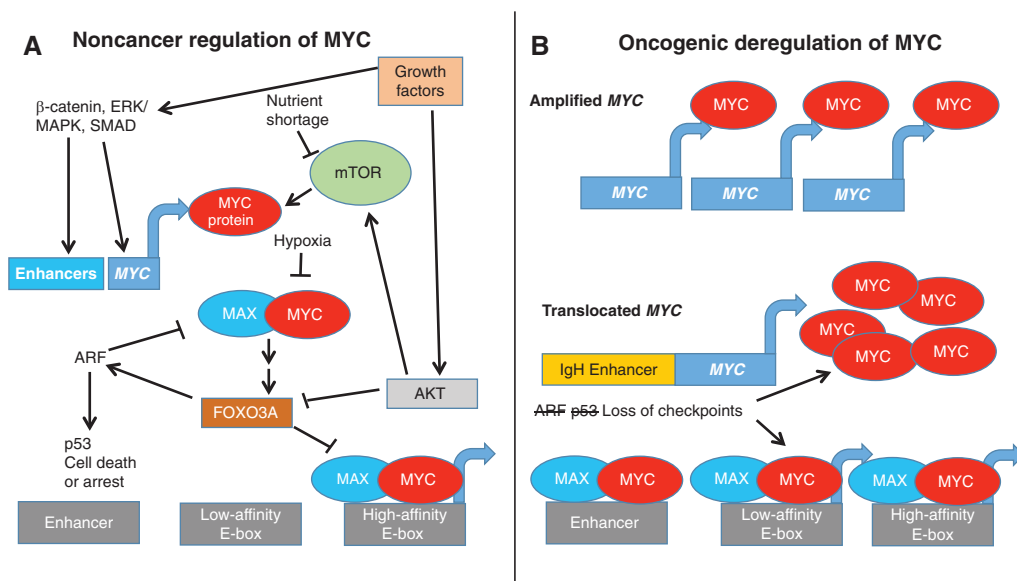 A
Noncancer regulation of MYC
Growth
factors
β-catenin, ERK/
MAPK, SMAD
Nutrient
shortage
mTOR
MYC
protein
Hypoxia
Enhancers
MYC
MAX
MYC
ARF
FOXO3A
AKT
p53
Cell death
or arrest
MAX
MYC
Enhancer
Low-affinity
E-box
High-affinity
E-box
B
Oncogenic deregulation of MYC
Amplified MYC
MYC
MYC
MYC
MYC
MYC
MYC
Translocated MYC
MYC
MYC
MYC
MYC
MYC
IgH Enhancer
MYC
ARF p53 Loss of checkpoints
MAX
MYC
MAX
MYC
MAX
MYC
Enhancer
Low-affinity
E-box
High-affinity
E-box